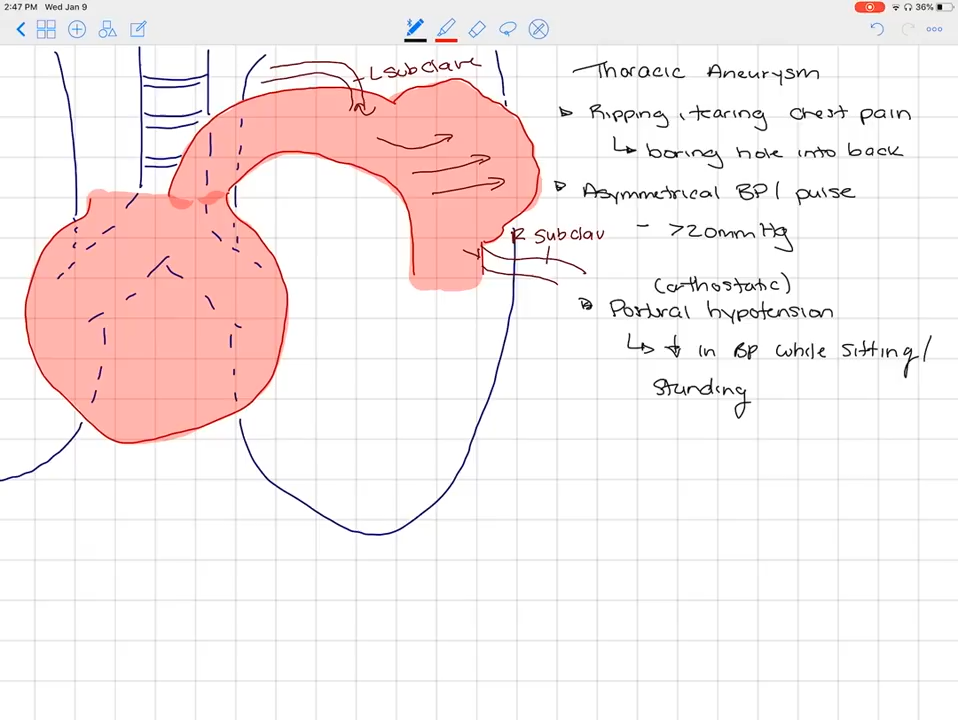 2:47 PM Wed Jan 9
36%
L subclave
Thoracic Aneurysm
Ripping, tearing chest pain
boring hole into back
Asymmetrical BP / pulse
R subclav
- >20mmHg
(orthostatic)
Postural hypotension
↳ ↓ in BP while sitting/
standing